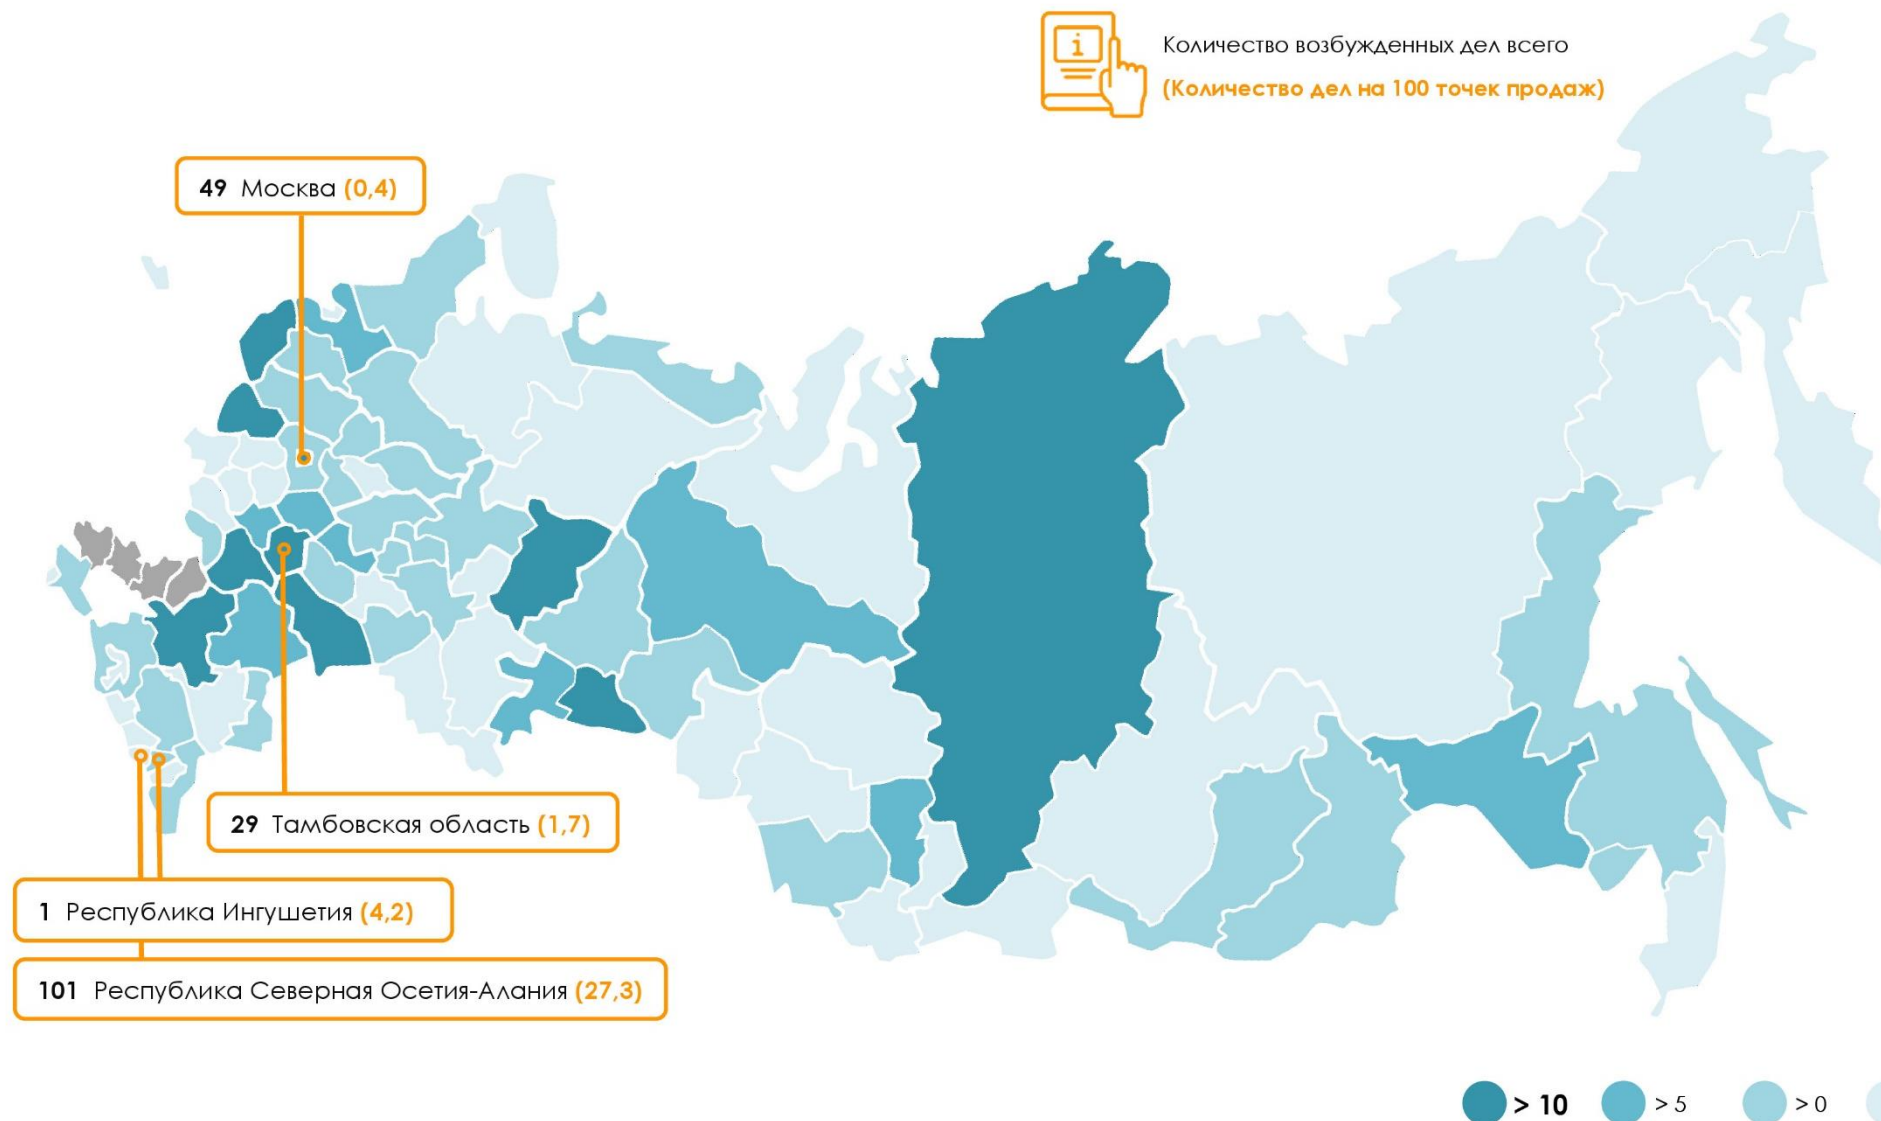 i
Количество возбужденных дел всего
(Количество дел на 100 точек продаж)
49 Москва (0,4)
29 Тамбовская область (1,7)
1 Республика Ингушетия (4,2)
101 Республика Северная Осетия-Алания (27,3)
> 10 > 5 > 0